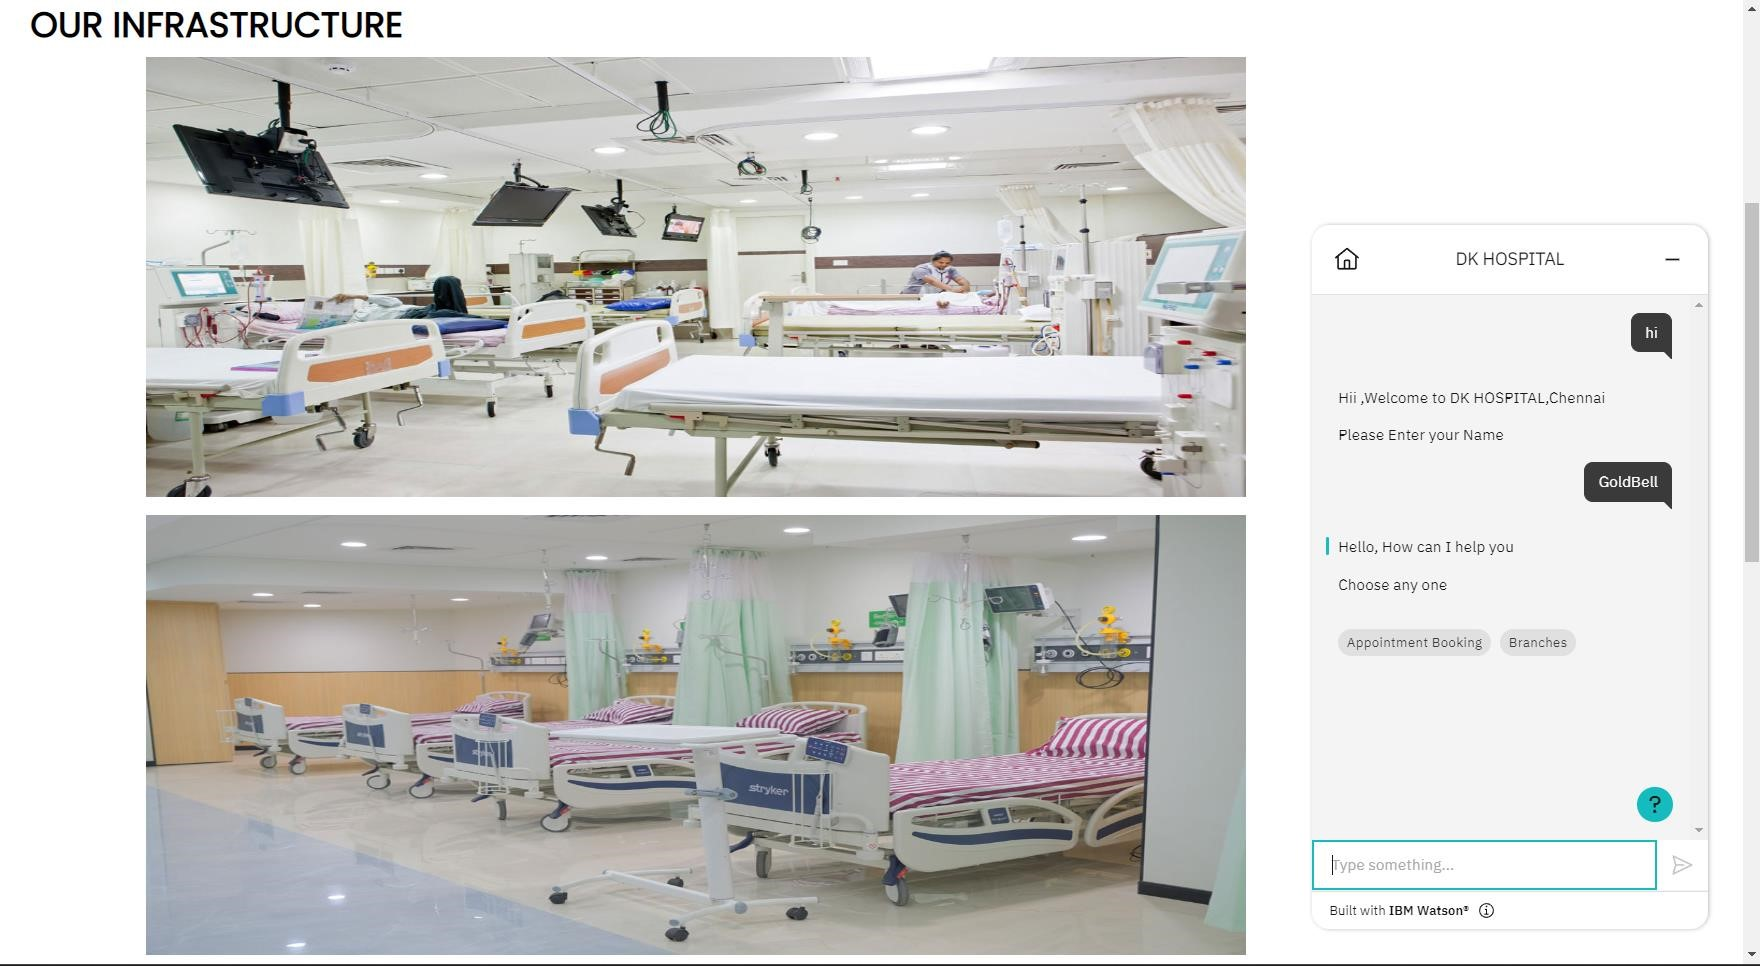 OUR INFRASTRUCTURE
stryker
stryker
DK HOSPITAL
hi
Hii ,Welcome to DK HOSPITAL,Chennai
Please Enter your Name
GoldBell
Hello, How can I help you
Choose any one
Appointment Booking
Branches
?
Type something...
Built with IBM Watson®